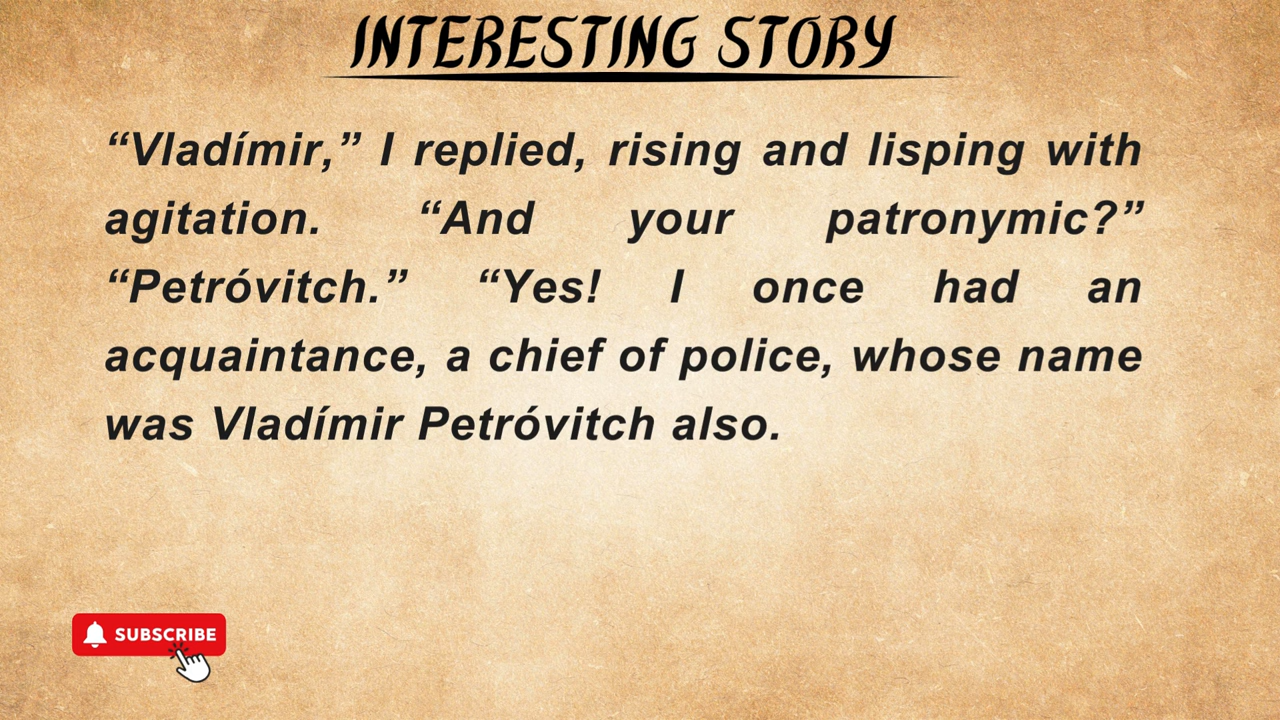 INTERESTING STORY
“Vladímir,” I replied, rising and lisping with
agitation. “And your patronymic?”
“Petróvitch.” “Yes! I once had an
acquaintance, a chief of police, whose name
was Vladímir Petróvitch also.
SUBSCRIBE